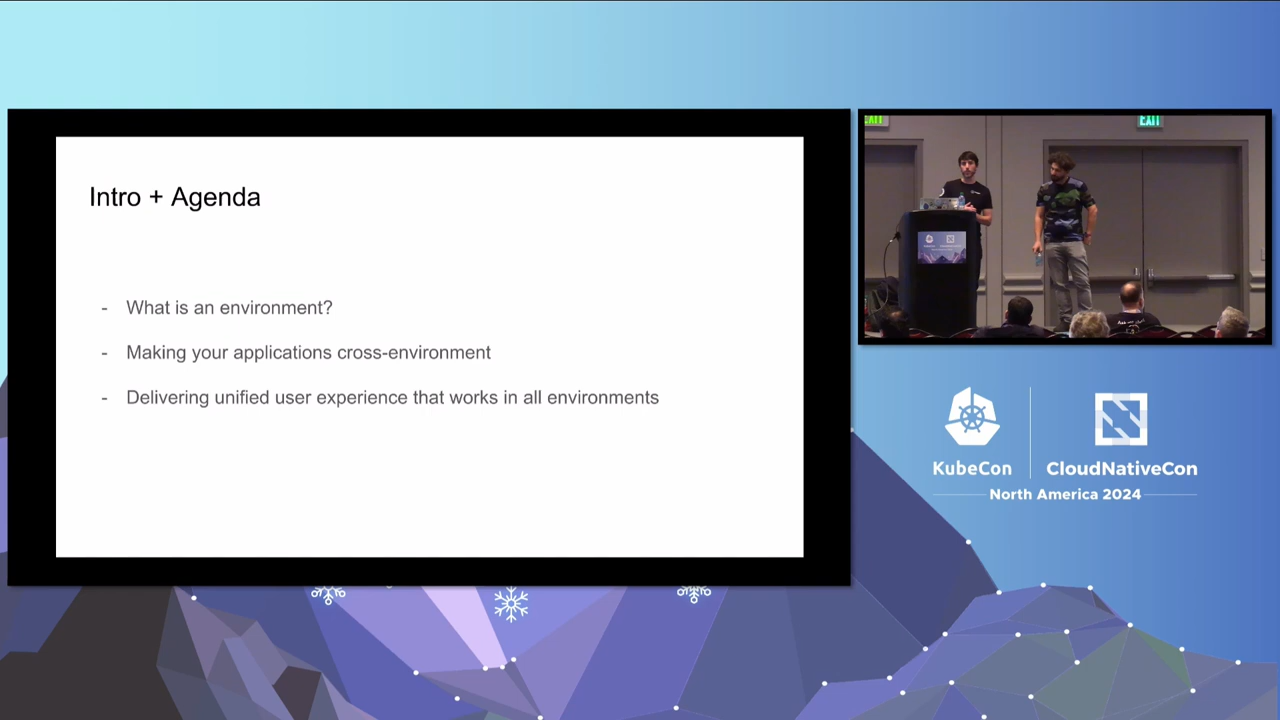 Intro + Agenda
- What is an environment?
- Making your applications cross-environment
- Delivering unified user experience that works in all environments
EXIT
EXIT
KubeCon
CloudNativeCon
North America 2024